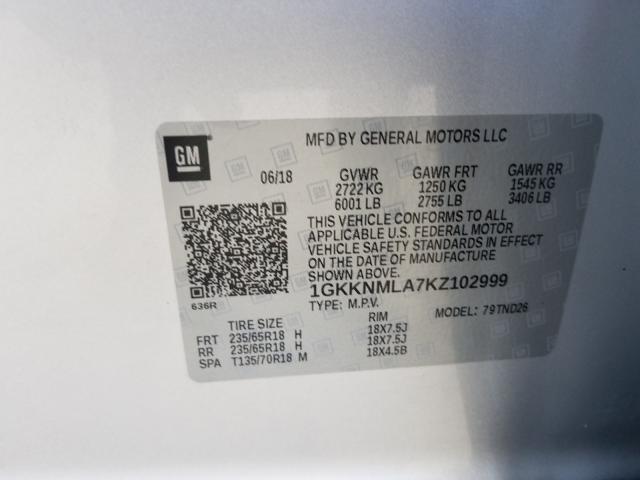 GM
MFD BY GENERAL MOTORS LLC
06/18 GVWR GAWR FRT GAWR RR
2722 KG 1250 KG 1545 KG
6001 LB 2755 LB 3406 LB
THIS VEHICLE CONFORMS TO ALL
APPLICABLE U.S. FEDERAL MOTOR
VEHICLE SAFETY STANDARDS IN EFFECT
ON THE DATE OF MANUFACTURE
SHOWN ABOVE.
636R
1GKKNMLA7KZ102999
TYPE: M.P.V. MODEL: 79TND26
TIRE SIZE RIM
FRT 235/65R18 H 18X7.5J
RR 235/65R18 H 18X7.5J
SPA T135/70R18 M 18X4.5B